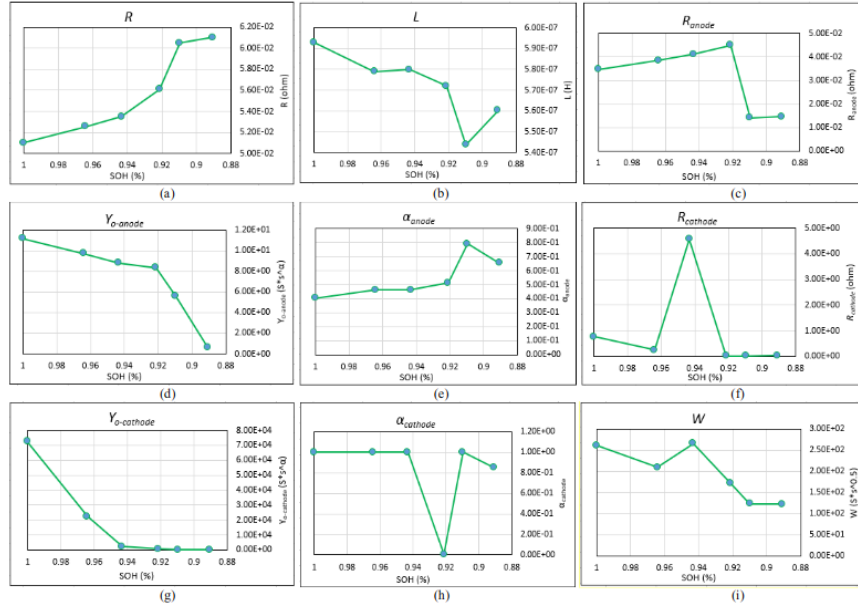 R
6.20E-02
6.00E-02
5.80E-02
5.60E-02
5.40E-02
5.20E-02
5.00E-02
R (ohm)
1 0.98 0.96 0.94 0.92 0.9 0.88
SOH (%)
(a)
L
6.00E-07
5.90E-07
5.80E-07
5.70E-07
5.60E-07
5.50E-07
5.40E-07
L (H)
1 0.98 0.96 0.94 0.92 0.9 0.88
SOH (%)
(b)
R anode
5.00E-02
4.00E-02
3.00E-02
2.00E-02
1.00E-02
0.00E+00
R anode (ohm)
1 0.98 0.96 0.94 0.92 0.9 0.88
SOH (%)
(c)
Y o-anode
1.20E+01
1.00E+01
8.00E+00
6.00E+00
4.00E+00
2.00E+00
0.00E+00
Y o-anode (S*s^α)
1 0.98 0.96 0.94 0.92 0.9 0.88
SOH (%)
(d)
α anode
9.00E-01
8.00E-01
7.00E-01
6.00E-01
5.00E-01
4.00E-01
3.00E-01
2.00E-01
1.00E-01
0.00E+00
α anode
1 0.98 0.96 0.94 0.92 0.9 0.88
SOH (%)
(e)
R cathode
5.00E+00
4.00E+00
3.00E+00
2.00E+00
1.00E+00
0.00E+00
R cathode (ohm)
1 0.98 0.96 0.94 0.92 0.9 0.88
SOH (%)
(f)
Y o-cathode
8.00E+04
7.00E+04
6.00E+04
5.00E+04
4.00E+04
3.00E+04
2.00E+04
1.00E+04
0.00E+00
Y o-cathode (S*s^α)
1 0.98 0.96 0.94 0.92 0.9 0.88
SOH (%)
(g)
α cathode
1.20E+00
1.00E+00
8.00E-01
6.00E-01
4.00E-01
2.00E-01
0.00E+00
α cathode
1 0.98 0.96 0.94 0.92 0.9 0.88
SOH (%)
(h)
W
3.00E+02
2.50E+02
2.00E+02
1.50E+02
1.00E+02
5.00E+01
0.00E+00
W (S*s^0.5)
1 0.98 0.96 0.94 0.92 0.9 0.88
SOH (%)
(i)